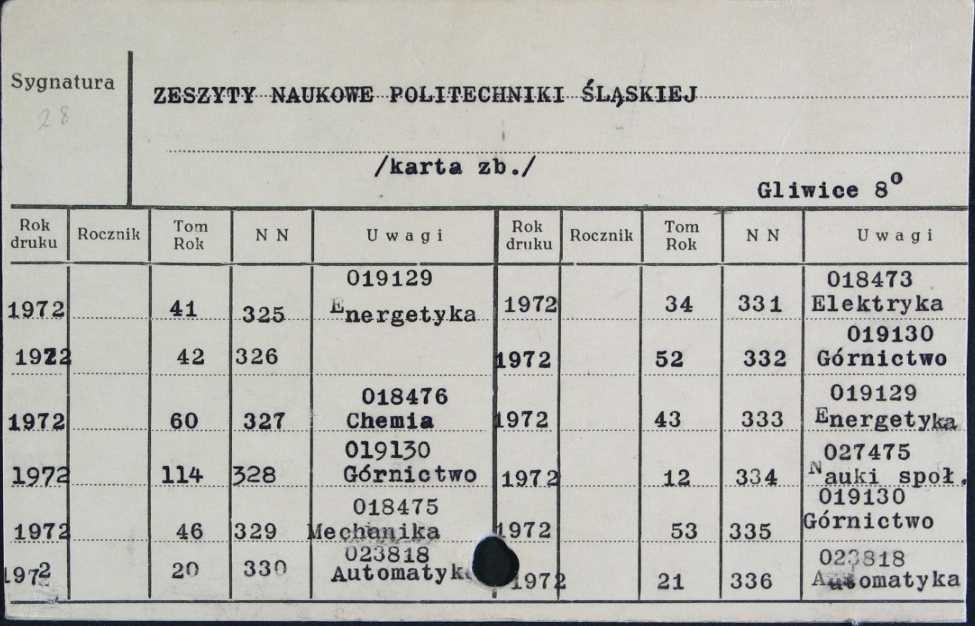 Sygnatura
28
ZESZYTY NAUKOWE POLITECHNIKI ŚLĄSKIEJ
/karta zb./
Gliwice 8°
Rok druku Rocznik Tom Rok NN Uwagi Rok druku Rocznik Tom Rok NN Uwagi
019129
1972 41 325 Energetyka
1972 42 326
018476
1972 60 327 Chemia
019130
1972 114 328 Górnictwo
018475
1972 46 329 Mechanika
023818
1972 20 330 Automatyka
018473
1972 34 331 Elektryka
019130
1972 52 332 Górnictwo
019129
1972 43 333 Energetyka
027475
1972 12 334 Nauki społ.
019130
1972 53 335 Górnictwo
023818
1972 21 336 Automatyka